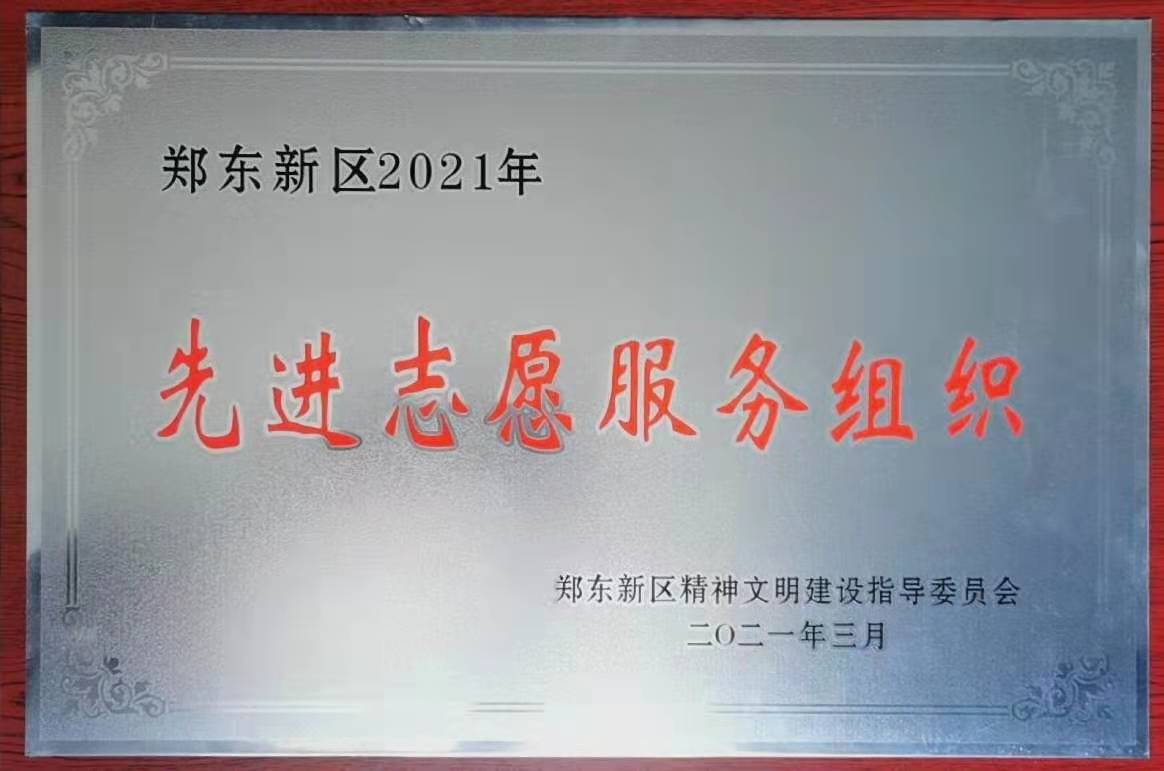 郑东新区2021年
先进志愿服务组织
郑东新区精神文明建设指导委员会
二〇二一年三月